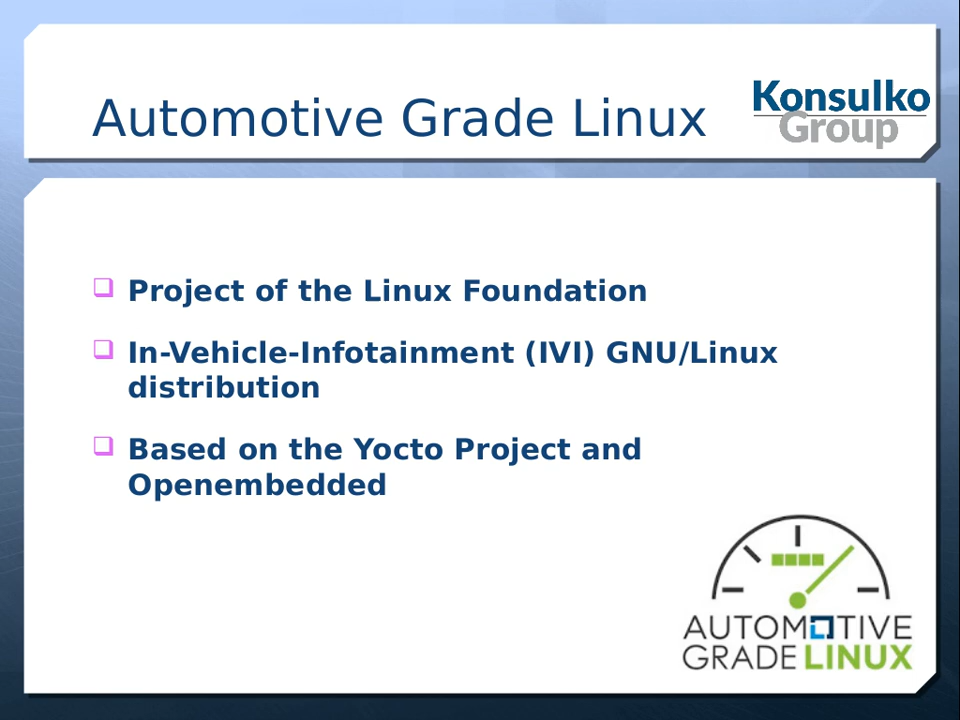 Automotive Grade Linux
Konsulko
Group
Project of the Linux Foundation
In-Vehicle-Infotainment (IVI) GNU/Linux
distribution
Based on the Yocto Project and
Openembedded
AUTOMOTIVE
GRADE LINUX